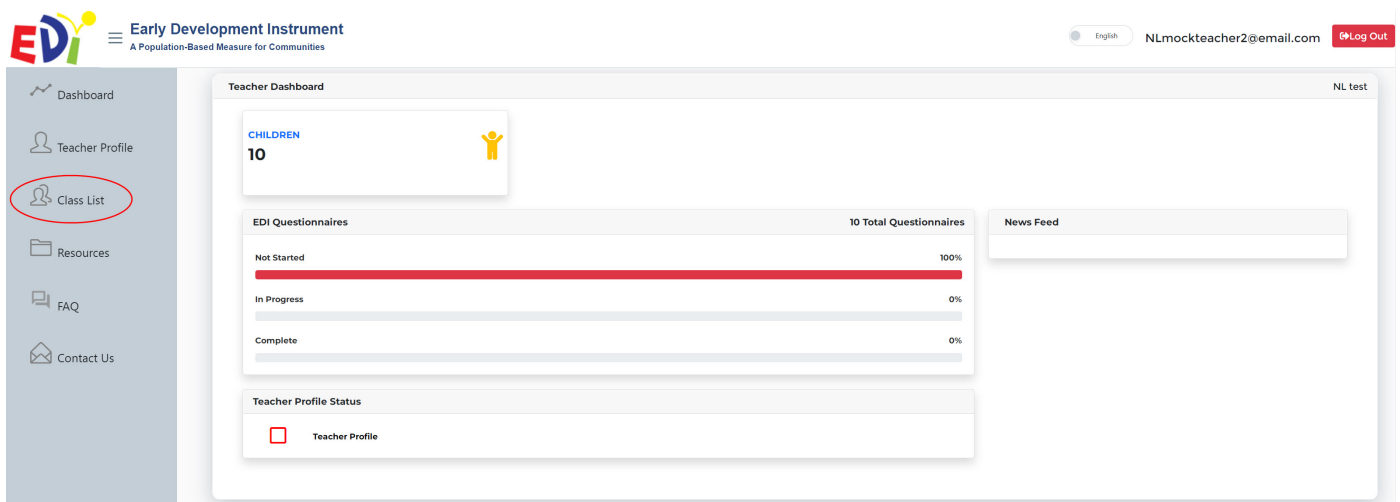 EDI
Early Development Instrument
A Population-Based Measure for Communities
English
NLmockteacher2@email.com
Log Out
Dashboard
Teacher Profile
Class List
Resources
FAQ
Contact Us
Teacher Dashboard
NL test
CHILDREN
10
EDI Questionnaires
10 Total Questionnaires
Not Started
100%
In Progress
0%
Complete
0%
Teacher Profile Status
Teacher Profile
News Feed